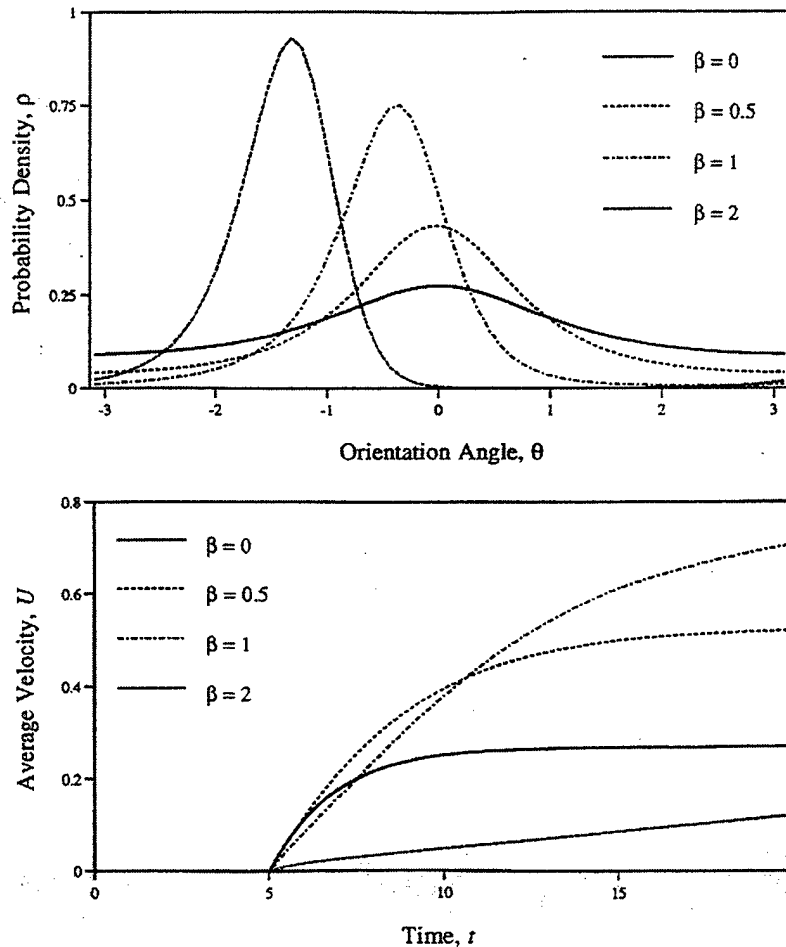 1
0.75
0.5
0.25
0
Probability Density, ρ
β = 0
β = 0.5
β = 1
β = 2
-3 -2 -1 0 1 2 3
Orientation Angle, θ
0.8
0.6
0.4
0.2
0
Average Velocity, U
β = 0
β = 0.5
β = 1
β = 2
0 5 10 15
Time, t